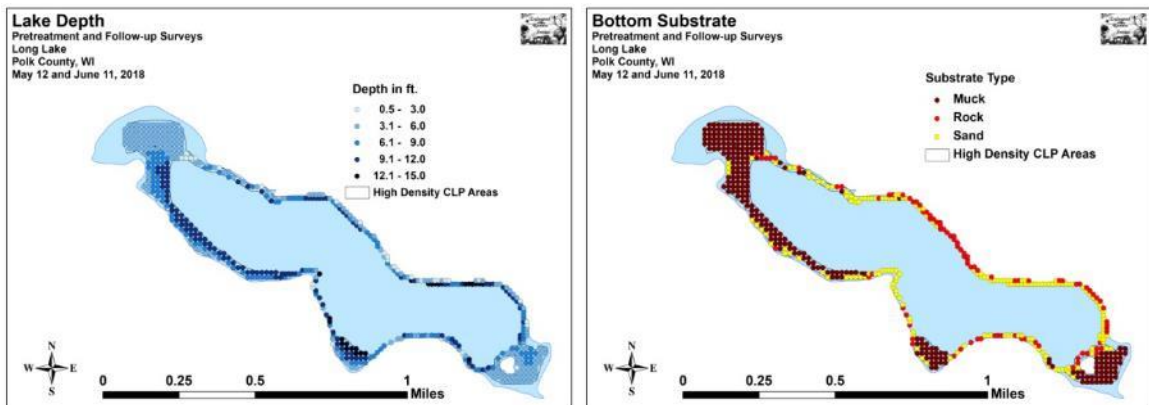 Lake Depth
Pretreatment and Follow-up Surveys
Long Lake
Polk County, WI
May 12 and June 11, 2018
Depth in ft.
0.5 - 3.0
3.1 - 6.0
6.1 - 9.0
9.1 - 12.0
12.1 - 15.0
High Density CLP Areas
N
W E
S
0 0.25 0.5 1
Miles
Bottom Substrate
Pretreatment and Follow-up Surveys
Long Lake
Polk County, WI
May 12 and June 11, 2018
Substrate Type
Muck
Rock
Sand
High Density CLP Areas
N
W E
S
0 0.25 0.5 1
Miles